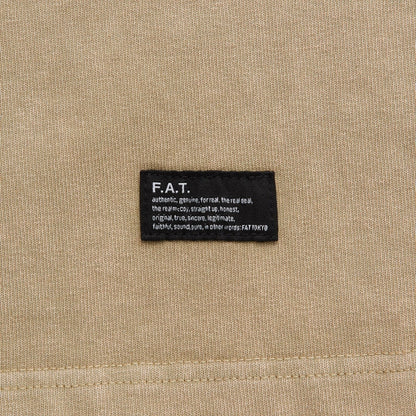 F.A.T.
authentic, genuine, for real, the real deal,
the real mccoy, straight up, honest,
original, true, sincere, legitimate,
faithful, sound, pure, in other words: FAT TOKYO